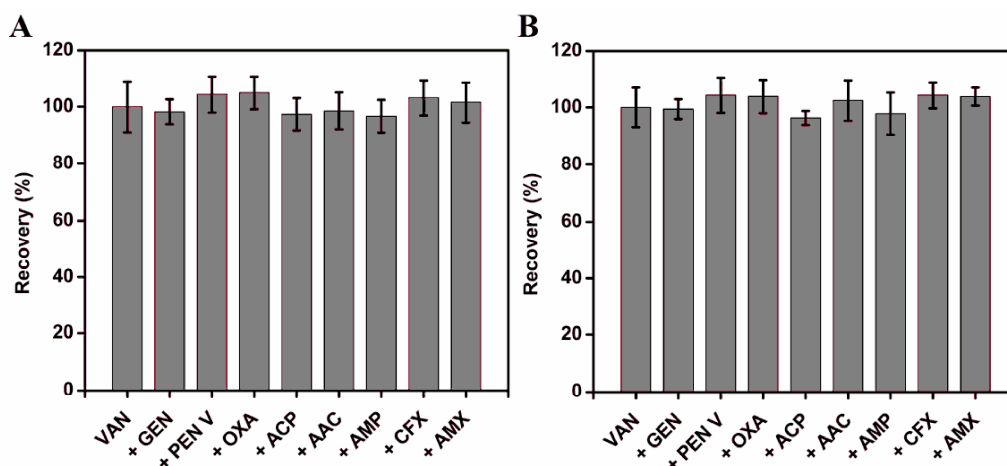 A
Recovery (%)
120
100
80
60
40
20
0
VAN
+ GEN
+ PEN V
+ OXA
+ ACP
+ AAC
+ AMP
+ CFX
+ AMX
B
Recovery (%)
120
100
80
60
40
20
0
VAN
+ GEN
+ PEN V
+ OXA
+ ACP
+ AAC
+ AMP
+ CFX
+ AMX